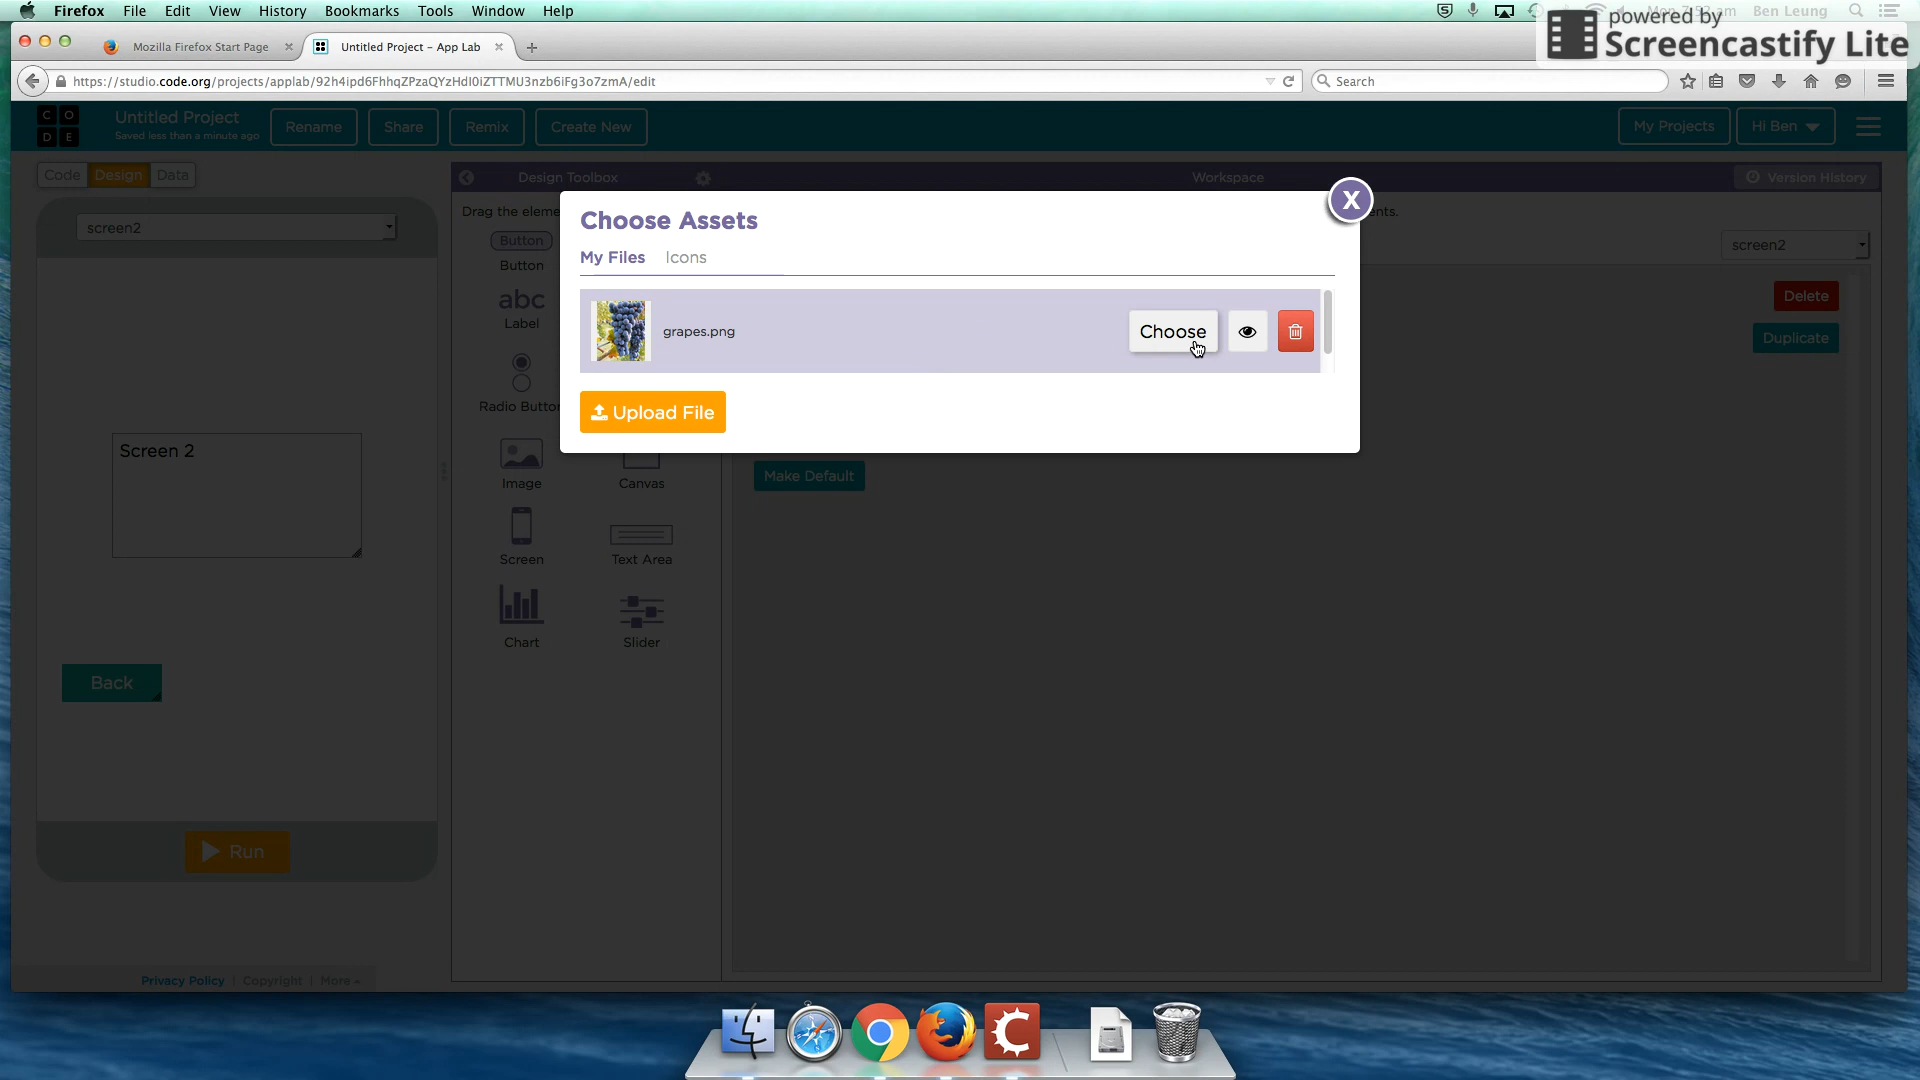 Firefox File Edit View History Bookmarks Tools Window Help Ben Leung
powered by
Screencastify Lite
Mozilla Firefox Start Page
Untitled Project – App Lab
https://studio.code.org/projects/applab/92h4ipd6FhhqZPzaQYzHdI0iZTTMU3nzb6iFg3o7zmA/edit
Search
C O
D E
Untitled Project
Saved less than a minute ago
Rename
Share
Remix
Create New
My Projects
Hi Ben
Code Design Data
Design Toolbox
Workspace
Version History
Drag the eleme
ents.
screen2
screen2
Choose Assets
X
My Files Icons
grapes.png
Choose
Upload File
Button
Button
abc
Label
Radio Button
Image
Canvas
Screen
Text Area
Chart
Slider
Delete
Duplicate
Make Default
Screen 2
Back
Run
Privacy Policy | Copyright | More